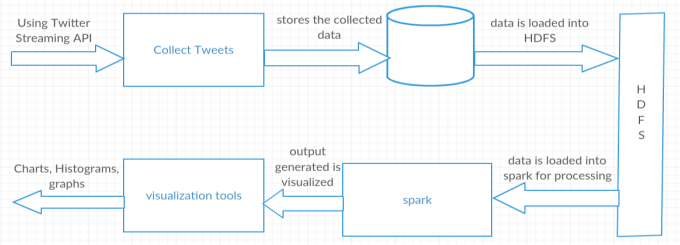 Using Twitter
Streaming API
Collect Tweets
stores the collected
data
data is loaded into
HDFS
H
D
F
S
data is loaded into
spark for processing
spark
output
generated is
visualized
visualization tools
Charts, Histograms,
graphs